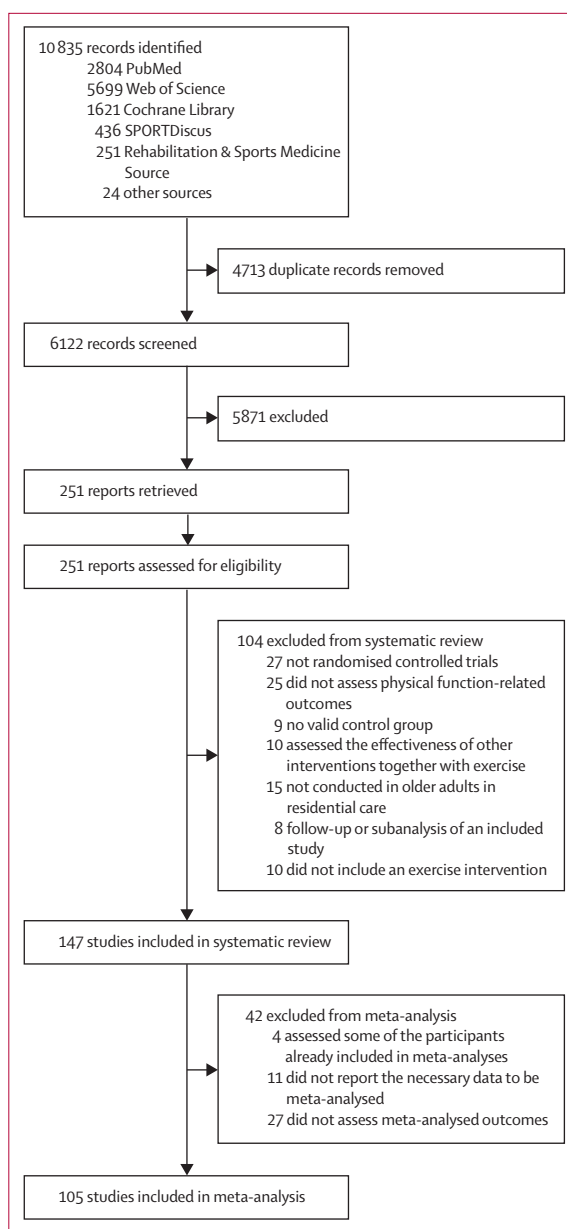 10 835 records identified
2804 PubMed
5699 Web of Science
1621 Cochrane Library
436 SPORTDiscus
251 Rehabilitation & Sports Medicine
Source
24 other sources
4713 duplicate records removed
6122 records screened
5871 excluded
251 reports retrieved
251 reports assessed for eligibility
104 excluded from systematic review
27 not randomised controlled trials
25 did not assess physical function-related
outcomes
9 no valid control group
10 assessed the effectiveness of other
interventions together with exercise
15 not conducted in older adults in
residential care
8 follow-up or subanalysis of an included
study
10 did not include an exercise intervention
147 studies included in systematic review
42 excluded from meta-analysis
4 assessed some of the participants
already included in meta-analyses
11 did not report the necessary data to be
meta-analysed
27 did not assess meta-analysed outcomes
105 studies included in meta-analysis